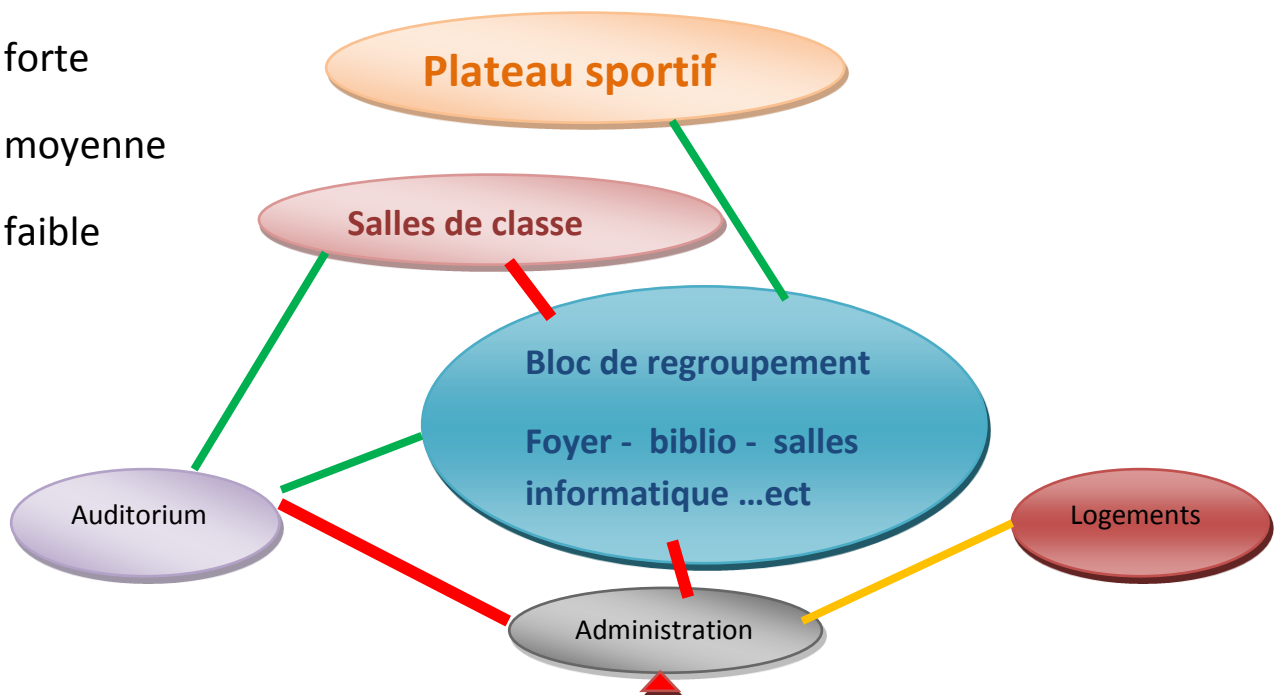 forte
moyenne
faible
Plateau sportif
Salles de classe
Bloc de regroupement
Foyer - biblio - salles
informatique ...ect
Auditorium
Logements
Administration